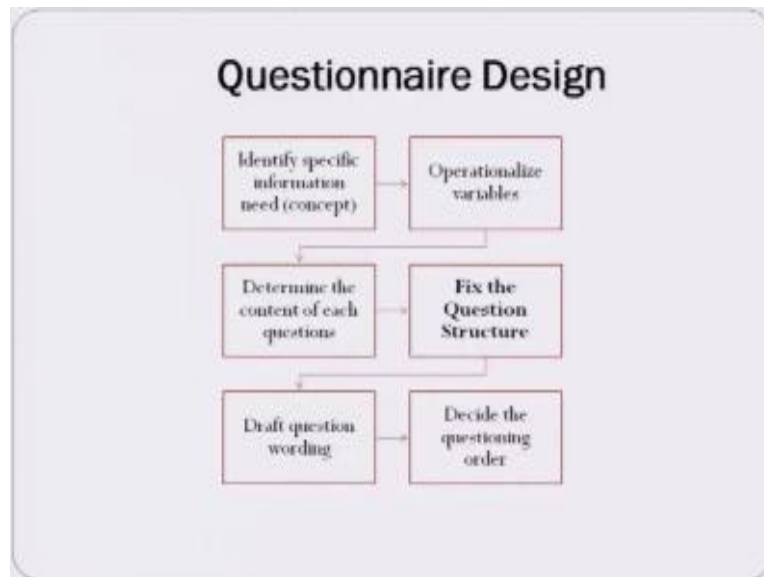 Questionnaire Design
Identify specific
information
need (concept)
Operationalize
variables
Determine the
content of each
questions
Fix the
Question
Structure
Draft question
wording
Decide the
questioning
order